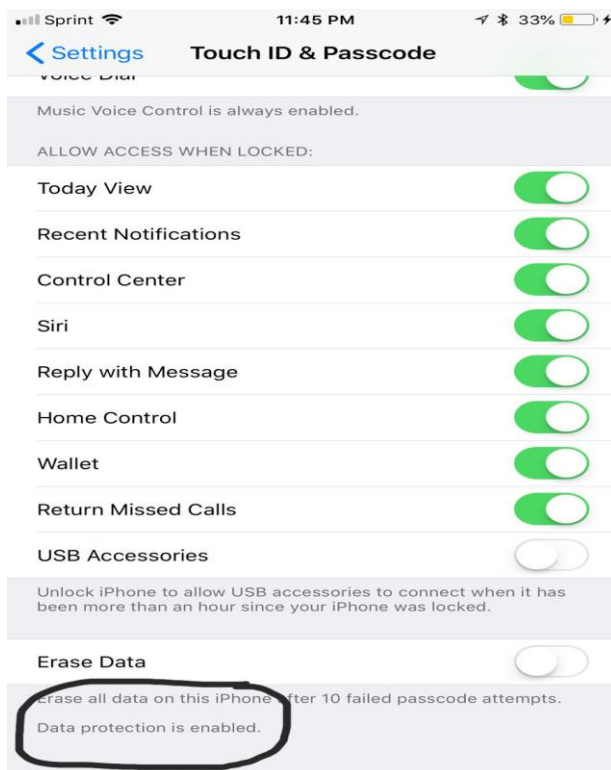 Sprint 11:45 PM 33%
Settings Touch ID & Passcode
Voice Dial
Music Voice Control is always enabled.
ALLOW ACCESS WHEN LOCKED:
Today View
Recent Notifications
Control Center
Siri
Reply with Message
Home Control
Wallet
Return Missed Calls
USB Accessories
Unlock iPhone to allow USB accessories to connect when it has
been more than an hour since your iPhone was locked.
Erase Data
Erase all data on this iPhone after 10 failed passcode attempts.
Data protection is enabled.